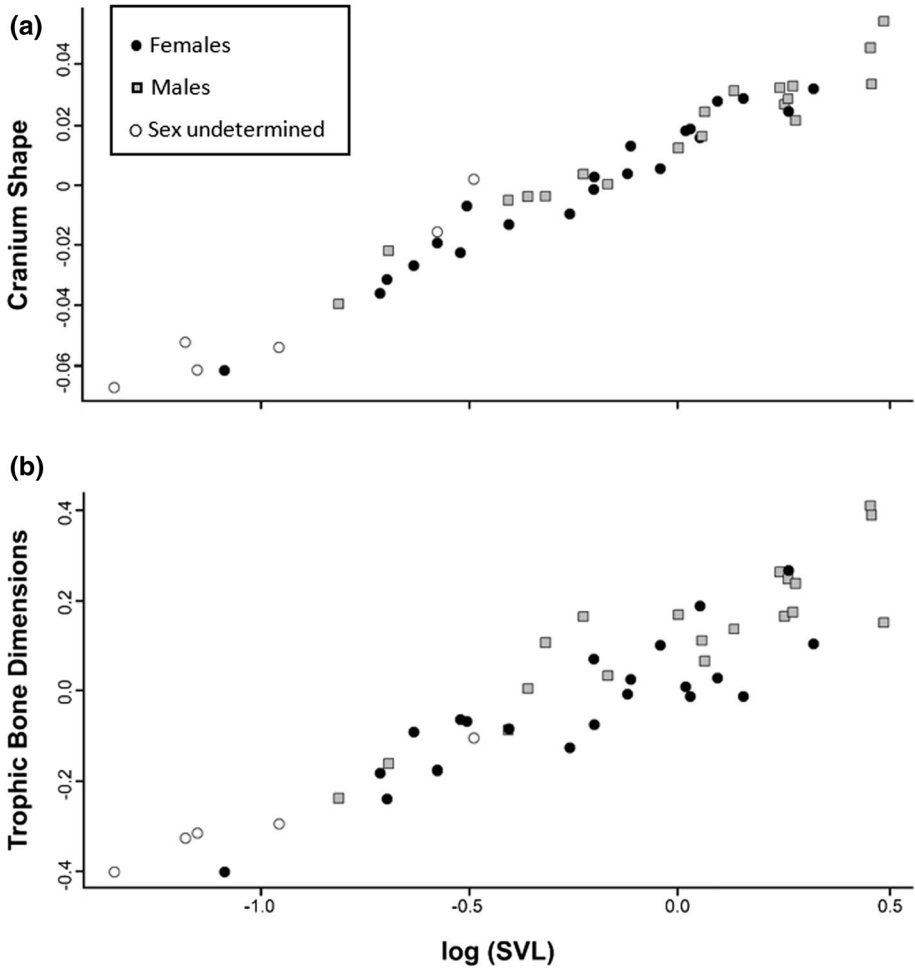 (a)
Females
Males
Sex undetermined
Cranium Shape
0.04
0.02
0
-0.02
-0.04
-0.06
(b)
Trophic Bone Dimensions
0.4
0.2
0.0
-0.2
-0.4
-1.0
-0.5
0.0
0.5
log (SVL)